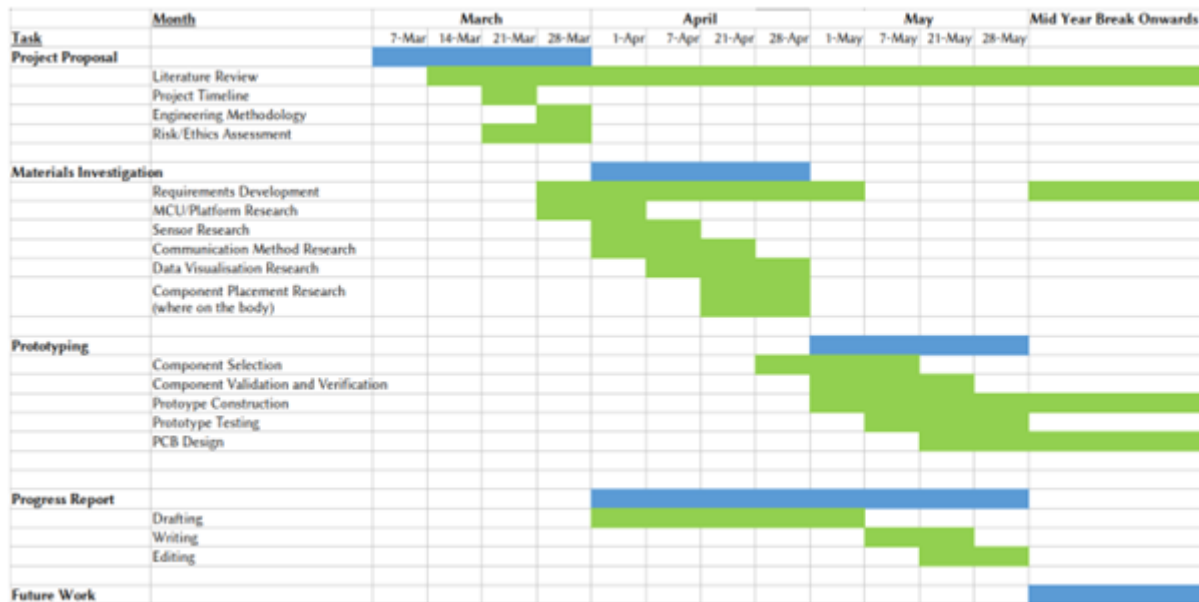 Month March April May Mid Year Break Onwards
Task 7-Mar 14-Mar 21-Mar 28-Mar 1-Apr 7-Apr 21-Apr 28-Apr 1-May 7-May 21-May 28-May
Project Proposal
Literature Review
Project Timeline
Engineering Methodology
Risk/Ethics Assessment
Materials Investigation
Requirements Development
MCU/Platform Research
Sensor Research
Communication Method Research
Data Visualisation Research
Component Placement Research
(where on the body)
Prototyping
Component Selection
Component Validation and Verification
Protoype Construction
Prototype Testing
PCB Design
Progress Report
Drafting
Writing
Editing
Future Work